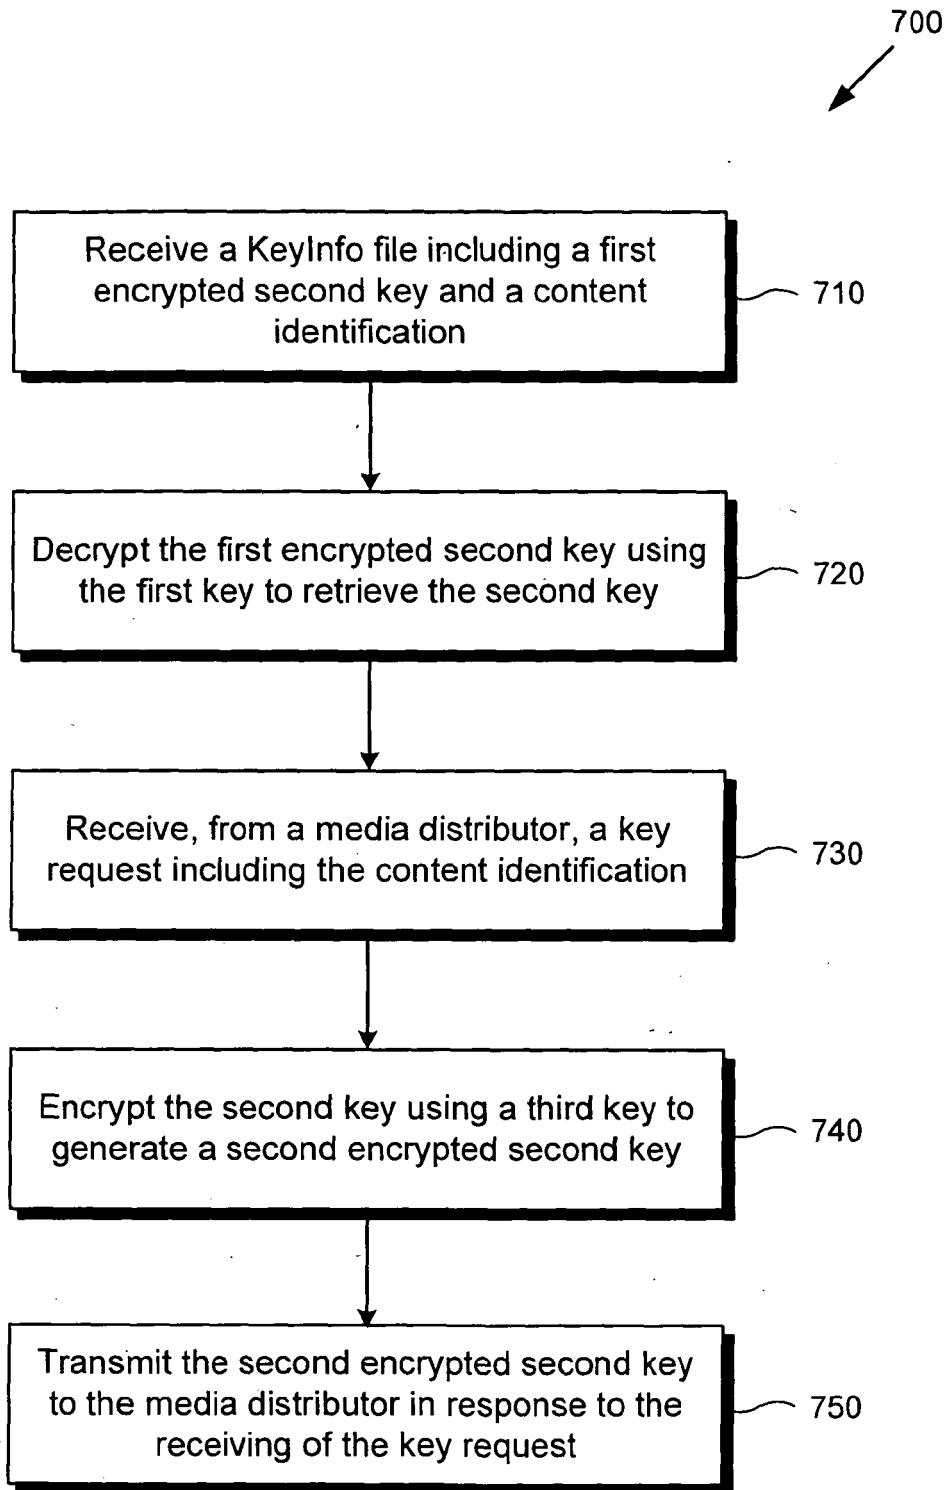 700
Receive a KeyInfo file including a first
encrypted second key and a content
identification
710
Decrypt the first encrypted second key using
the first key to retrieve the second key
720
Receive, from a media distributor, a key
request including the content identification
730
Encrypt the second key using a third key to
generate a second encrypted second key
740
Transmit the second encrypted second key
to the media distributor in response to the
receiving of the key request
750